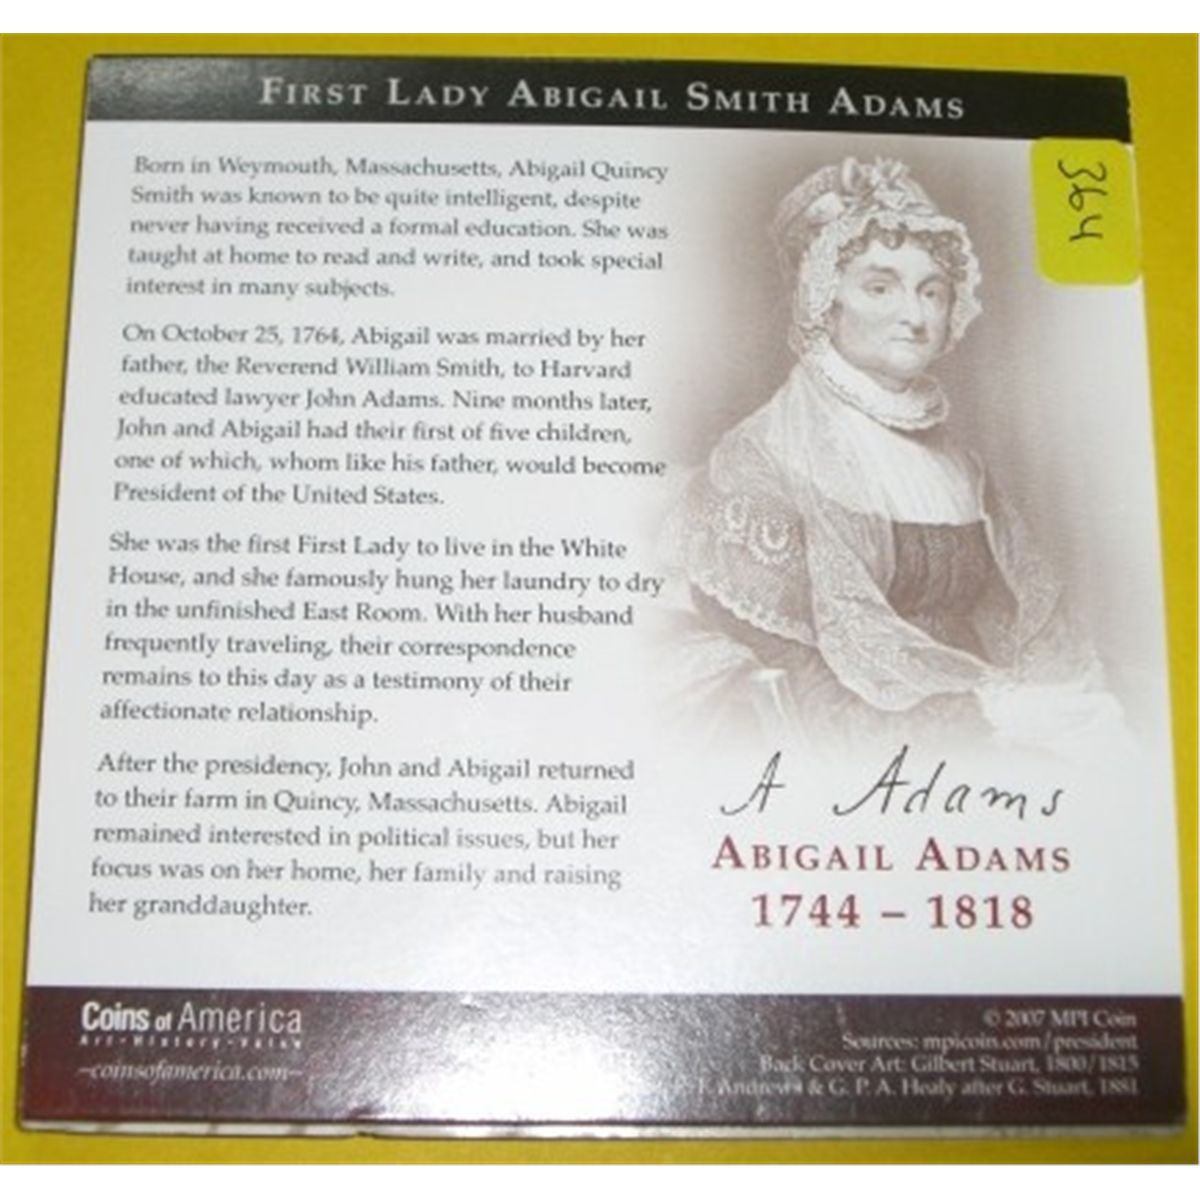 First Lady Abigail Smith Adams
364
Born in Weymouth, Massachusetts, Abigail Quincy
Smith was known to be quite intelligent, despite
never having received a formal education. She was
taught at home to read and write, and took special
interest in many subjects.
On October 25, 1764, Abigail was married by her
father, the Reverend William Smith, to Harvard
educated lawyer John Adams. Nine months later,
John and Abigail had their first of five children,
one of which, whom like his father, would become
President of the United States.
She was the first First Lady to live in the White
House, and she famously hung her laundry to dry
in the unfinished East Room. With her husband
frequently traveling, their correspondence
remains to this day as a testimony of their
affectionate relationship.
After the presidency, John and Abigail returned
to their farm in Quincy, Massachusetts. Abigail
remained interested in political issues, but her
focus was on her home, her family and raising
her granddaughter.
A Adams
Abigail Adams
1744 – 1818
Coins of America
Art • History • Value
~coinsofamerica.com~
© 2007 MPI Coin
Sources: mpicoin.com/president
Back Cover Art: Gilbert Stuart, 1800/1815
Andrews & G. P. A. Healy after G. Stuart, 1881